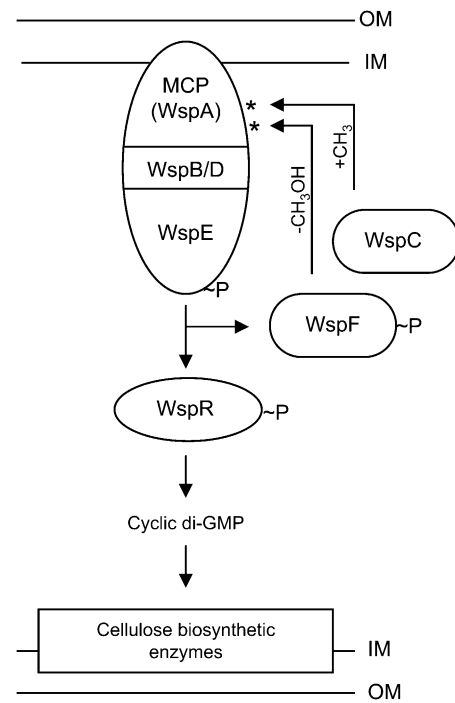 OM
IM
MCP
(WspA)
*
*
+CH3
-CH3OH
WspB/D
WspE
~P
WspC
WspF
~P
WspR
~P
Cyclic di-GMP
Cellulose biosynthetic
enzymes
IM
OM